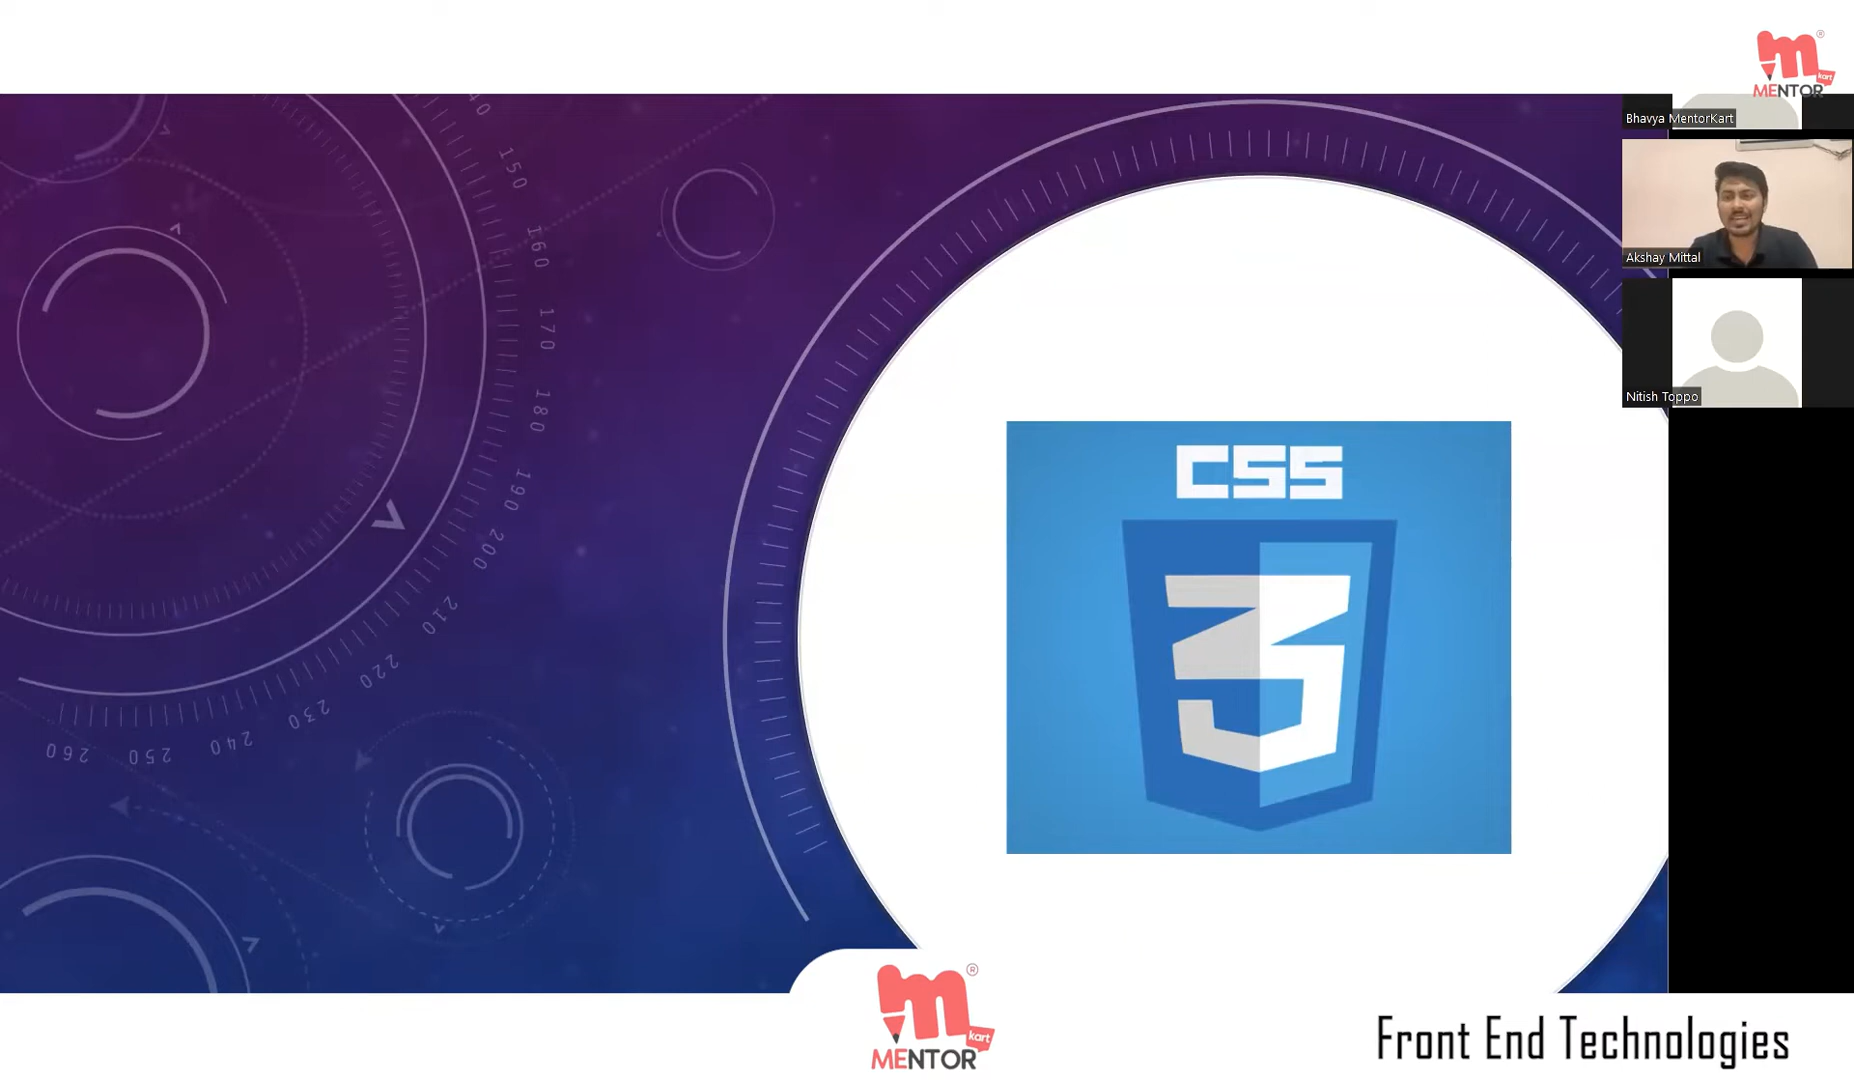 m®
kart
MENTOR
Bhavya MentorKart
Akshay Mittal
Nitish Toppo
140
150
160
170
180
190
200
210
220
230
240
250
260
CSS
3
m®
kart
MENTOR
Front End Technologies